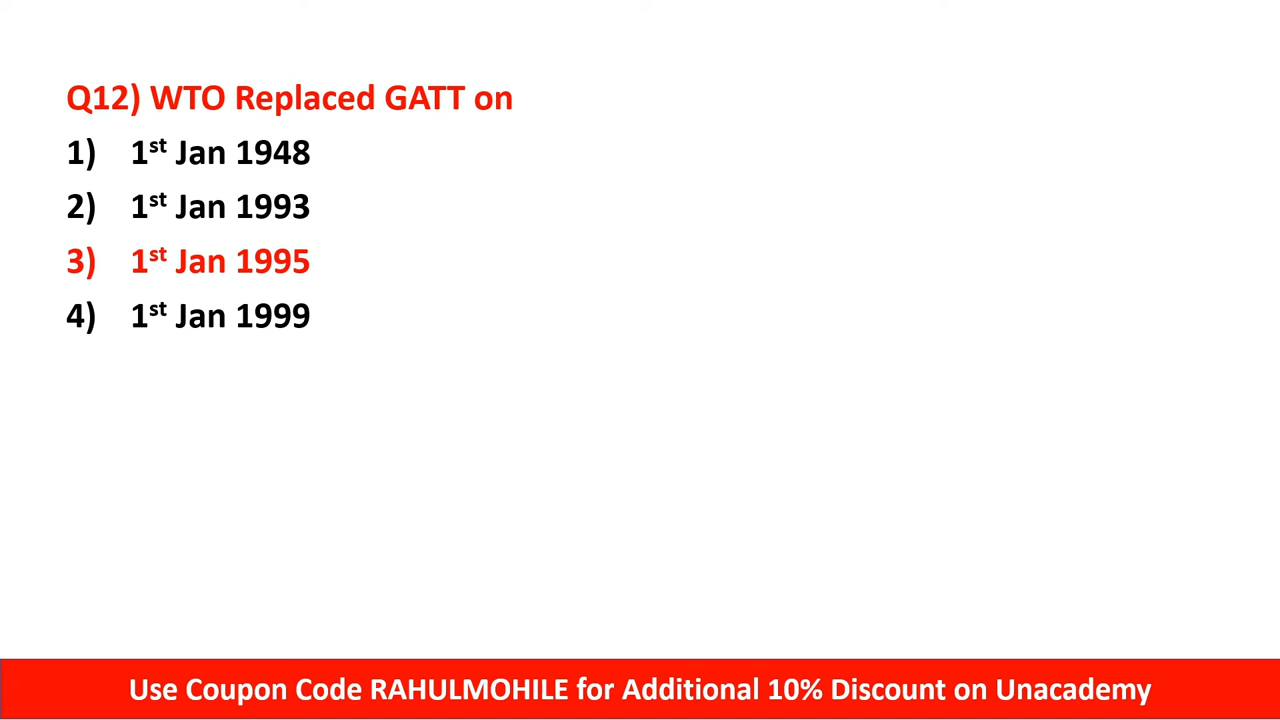 Q12) WTO Replaced GATT on
1) 1st Jan 1948
2) 1st Jan 1993
3) 1st Jan 1995
4) 1st Jan 1999
Use Coupon Code RAHULMOHILE for Additional 10% Discount on Unacademy